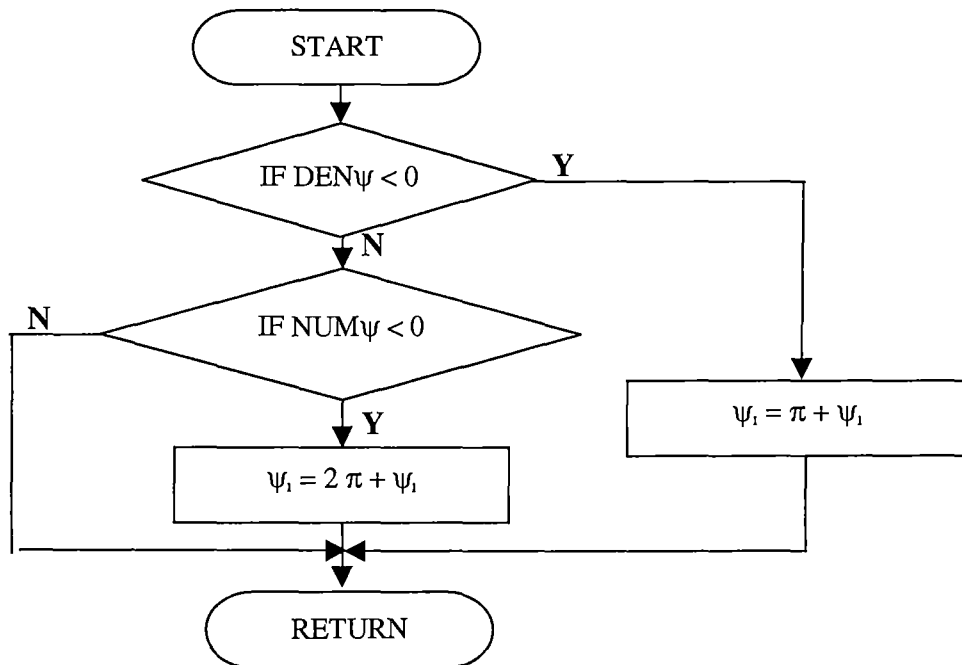 START
IF DENψ < 0
Y
N
N
IF NUMψ < 0
ψ₁ = π + ψ₁
Y
ψ₁ = 2 π + ψ₁
RETURN